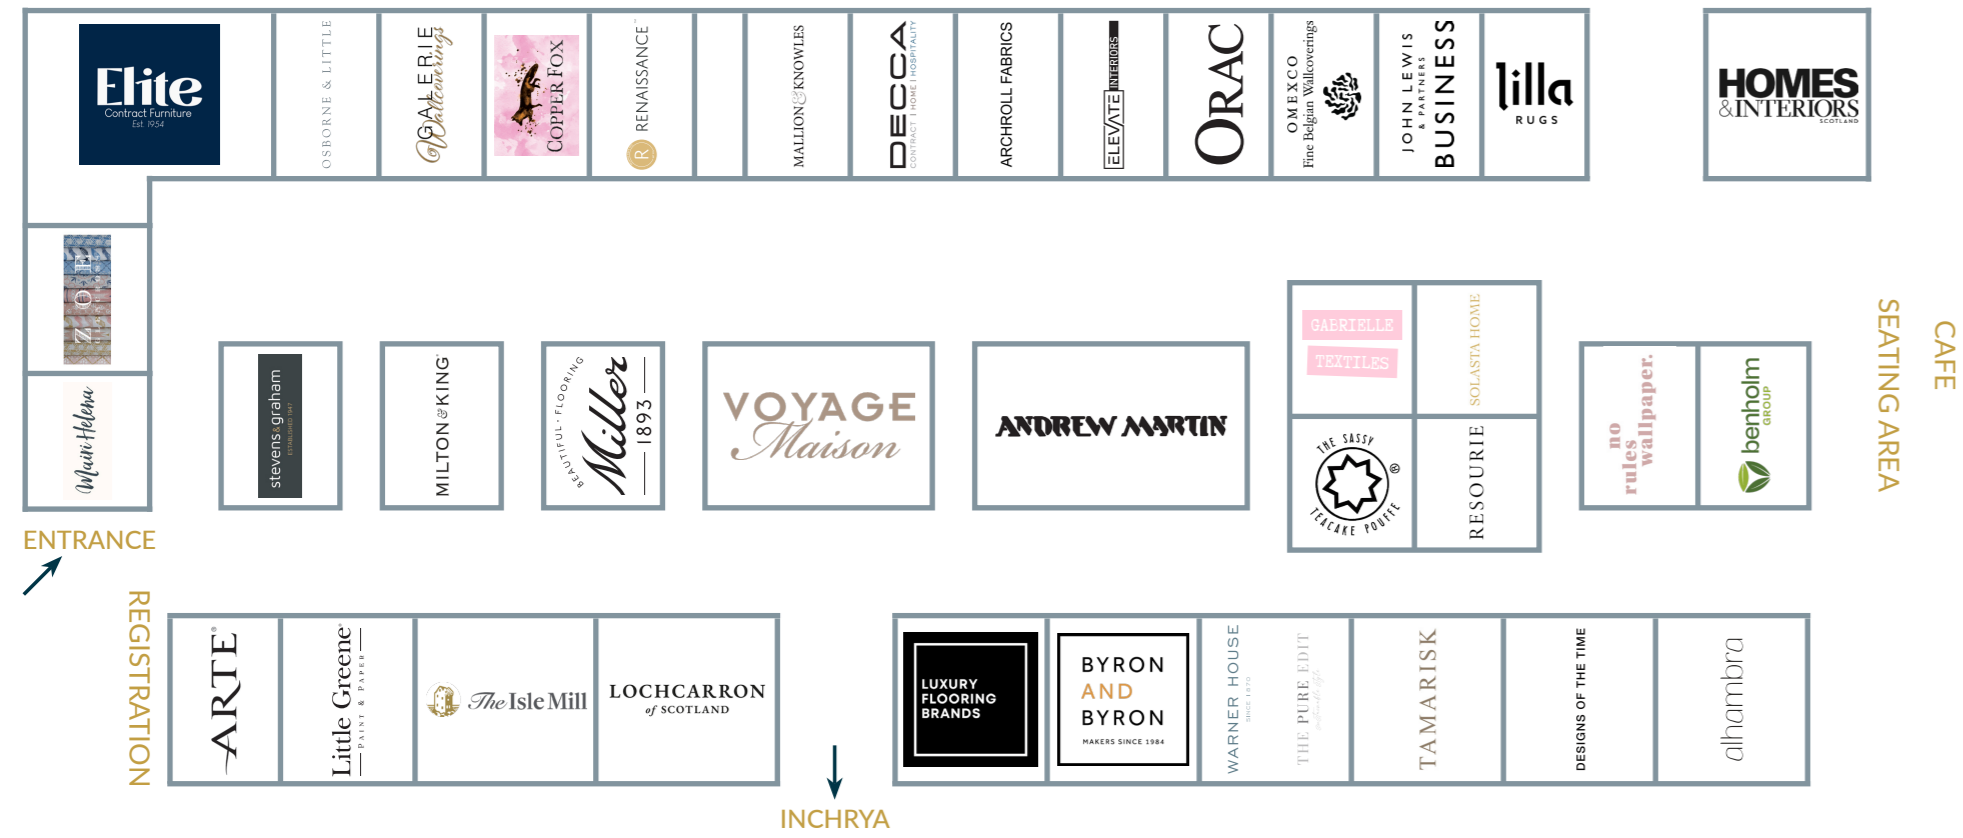 Elite
Contract Furniture
Est. 1954
OSBORNE & LITTLE
GALERIE
Wallcoverings
COPPER FOX
R RENAISSANCE™
MALLION & KNOWLES
DECCA
CONTRACT | HOME | HOSPITALITY
ARCHROLL FABRICS
ELEVATE INTERIORS
ORAC
OMEXCO
Fine Belgian Wallcoverings
JOHN LEWIS
& PARTNERS
BUSINESS
lilla
RUGS
HOMES
&INTERIORS
SCOTLAND
ZOE
Mairi Helena
stevens & graham
ESTABLISHED 1947
MILTON & KING
BEAUTIFUL · FLOORING
Miller
1893
VOYAGE
Maison
ANDREW MARTIN
GABRIELLE
TEXTILES
SOLASTA HOME
THE SASSY
TEACAKE POUFFE ®
RESOURIE
no
rules
wallpaper.
benholm
GROUP
CAFE
SEATING AREA
ENTRANCE
REGISTRATION
ARTE®
Little Greene
PAINT & PAPER
The Isle Mill
LOCHCARRON
of SCOTLAND
LUXURY
FLOORING
BRANDS
BYRON
AND
BYRON
MAKERS SINCE 1984
WARNER HOUSE
SINCE 1870
THE PURE EDIT
TAMARISK
DESIGNS OF THE TIME
alhambra
INCHRYA